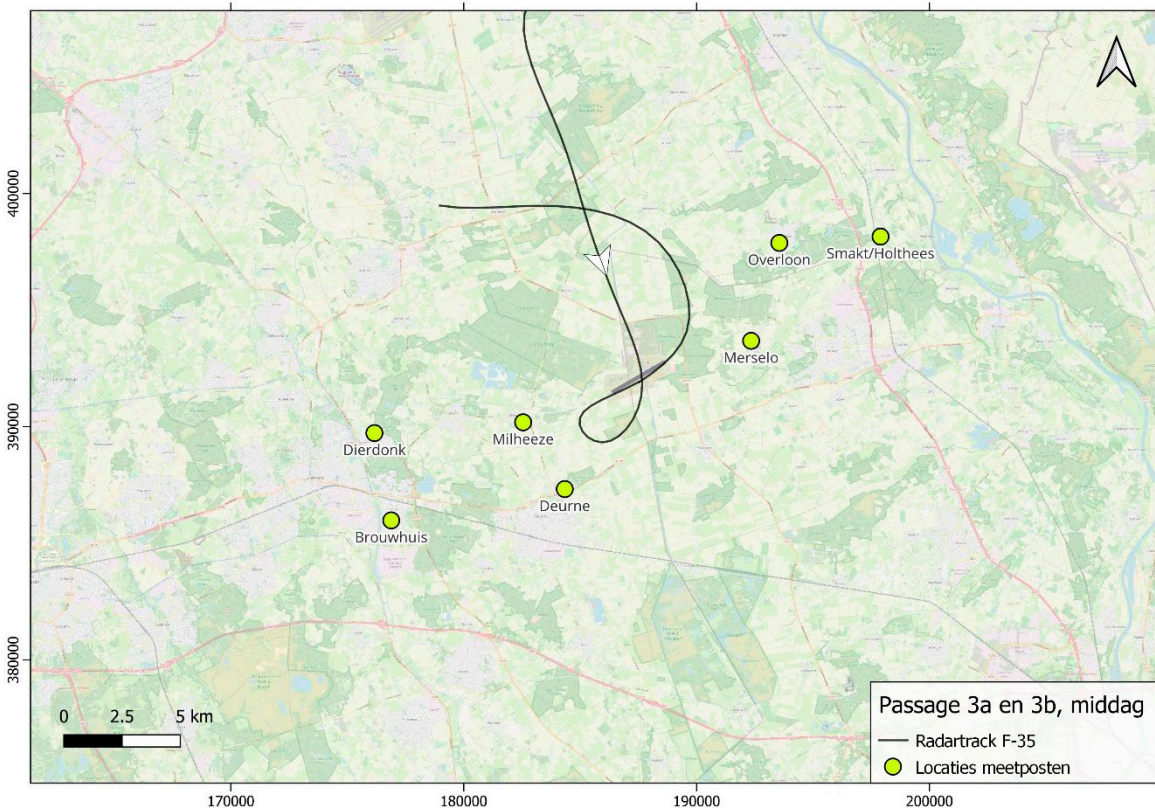 400000
390000
380000
Overloon
Smakt/Holthees
Merselo
Milheeze
Dierdonk
Deurne
Brouwhuis
0 2.5 5 km
Passage 3a en 3b, middag
Radartrack F-35
Locaties meetposten
170000 180000 190000 200000